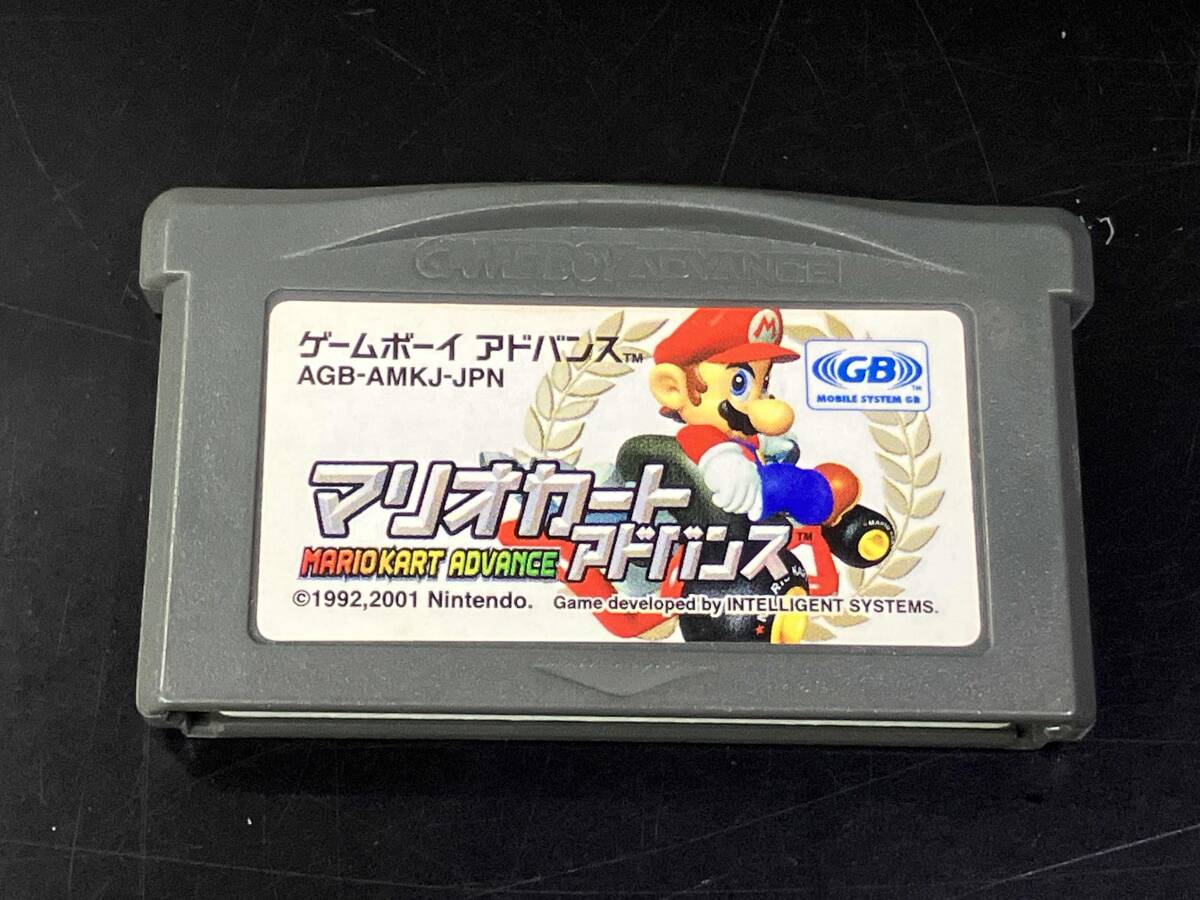 GAME BOY ADVANCE
ゲームボーイ アドバンス™
AGB-AMKJ-JPN
M
GB™
MOBILE SYSTEM GB
マリオカート
アドバンス™
MARIOKART ADVANCE
©1992,2001 Nintendo. Game developed by INTELLIGENT SYSTEMS.